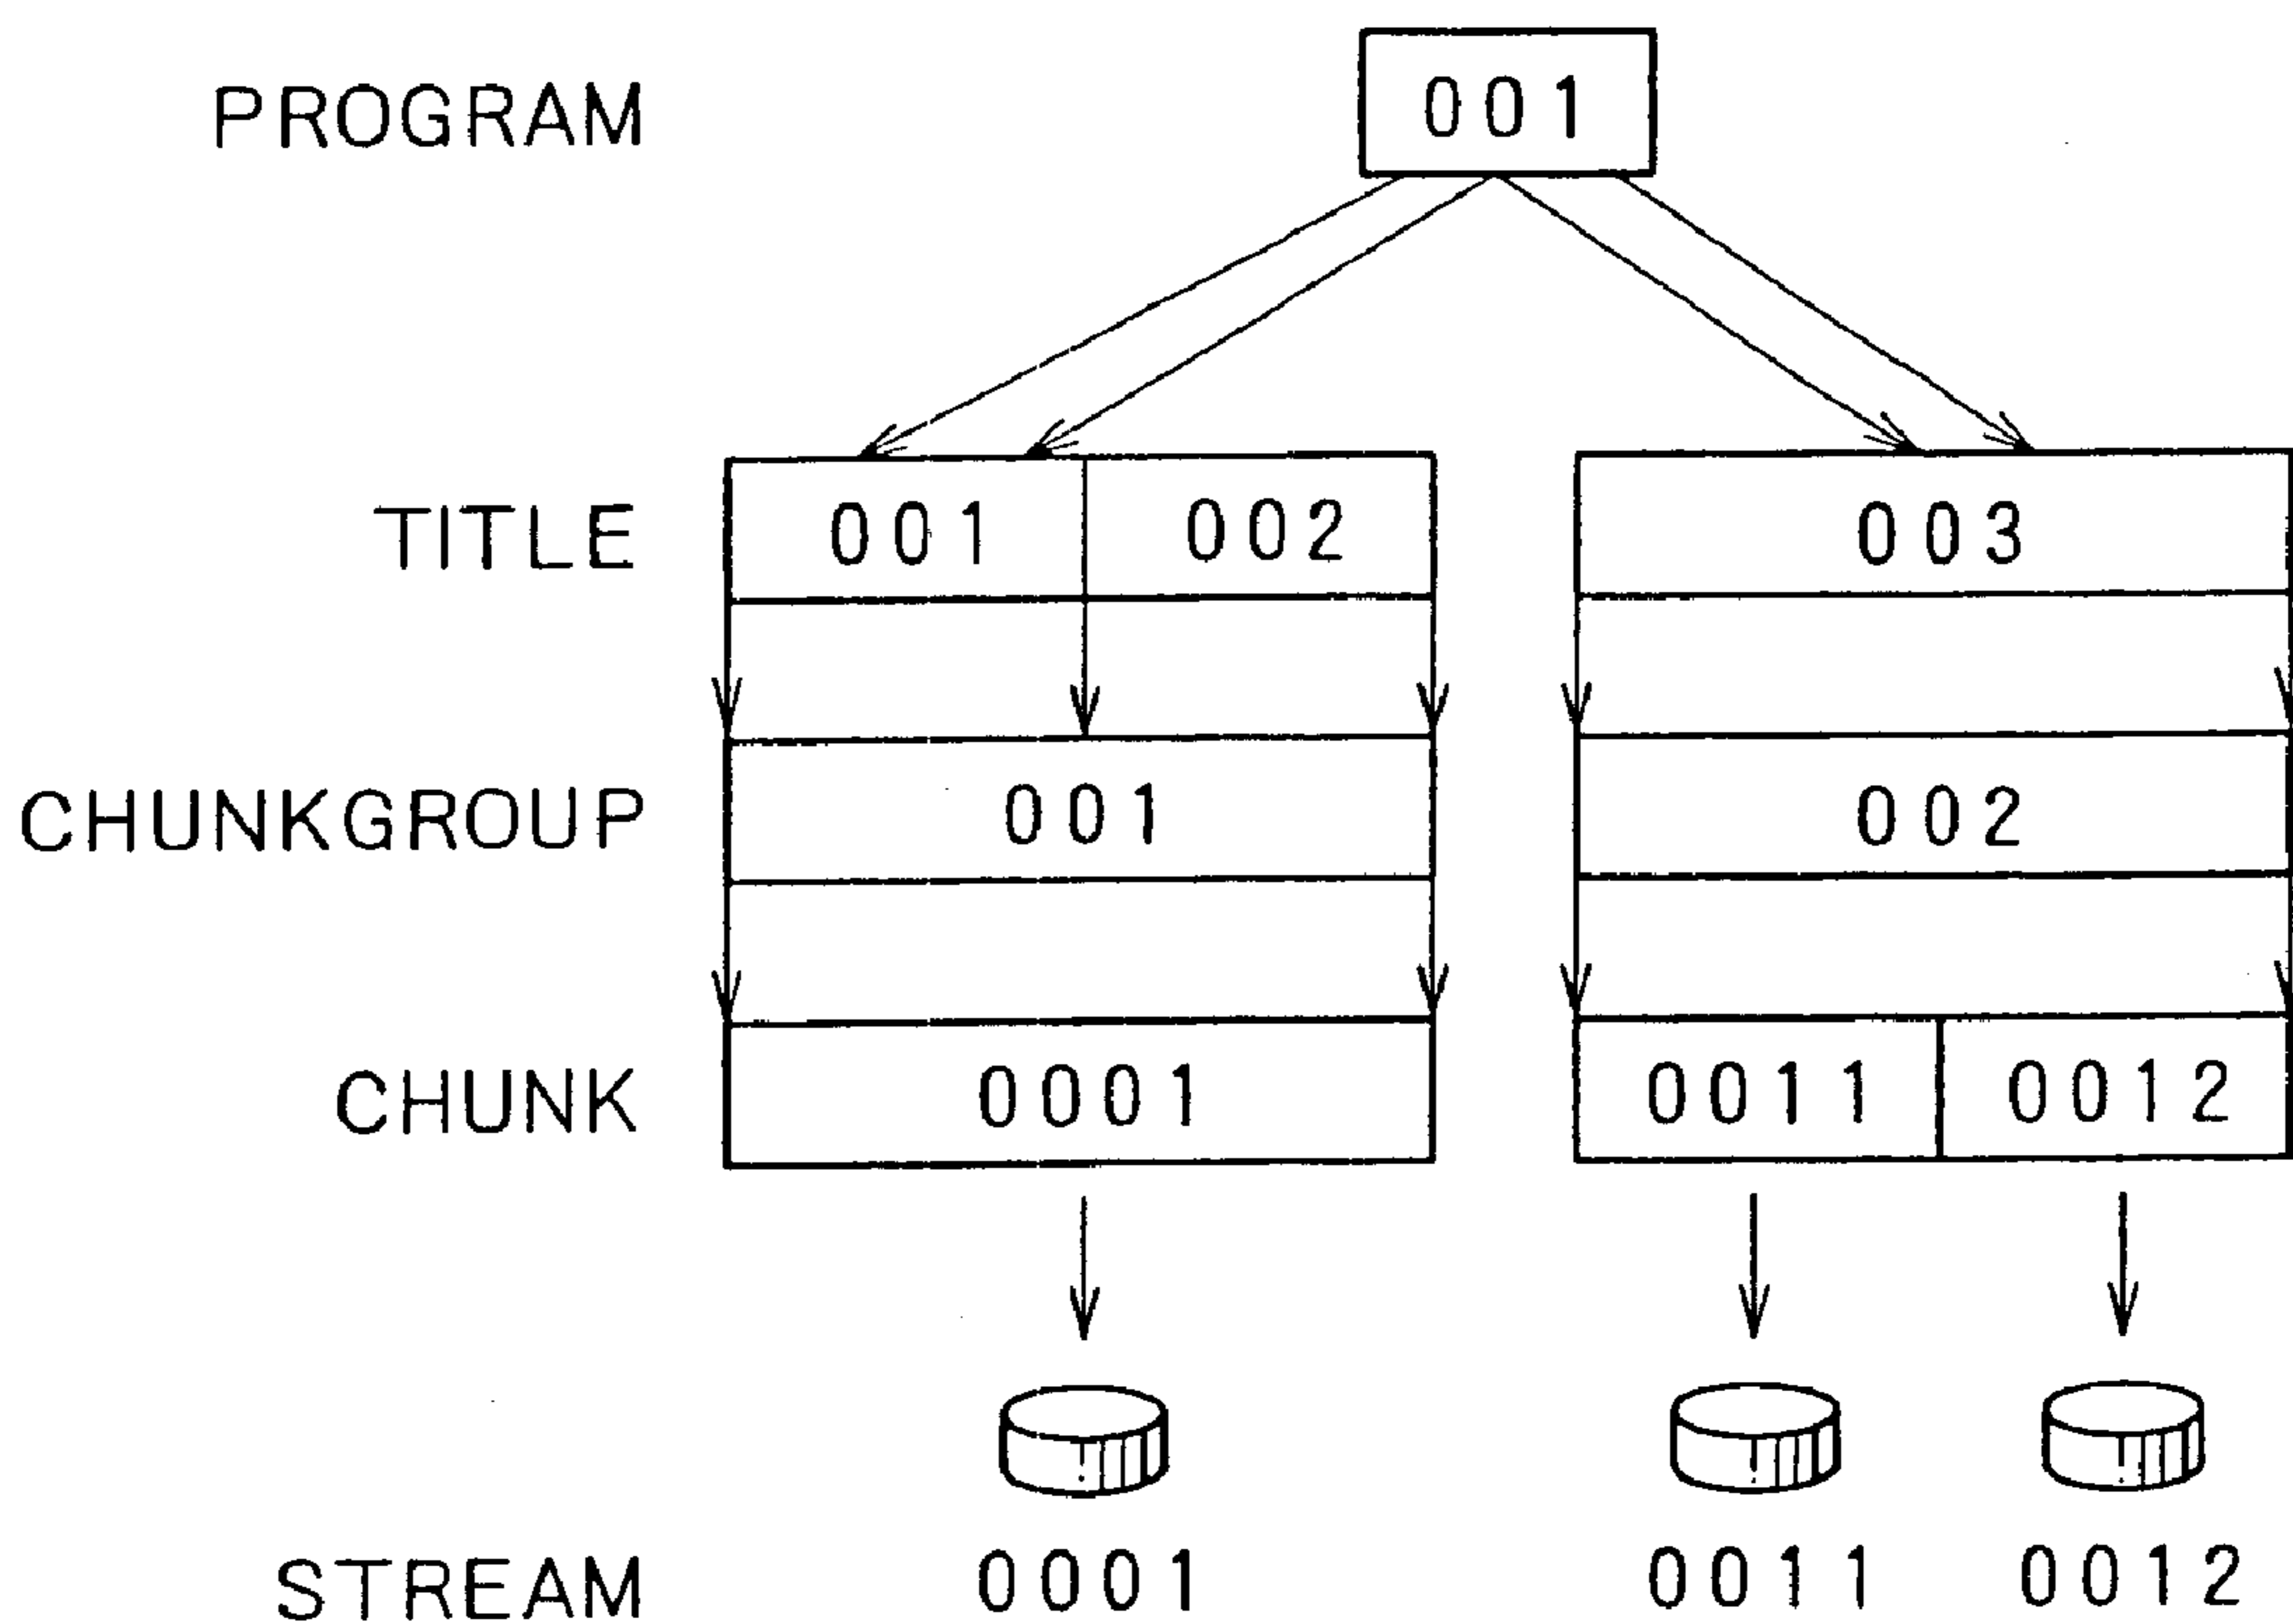 PROGRAM 001
TITLE 001 002 003
CHUNKGROUP 001 002
CHUNK 0001 0011 0012
STREAM 0001 0011 0012